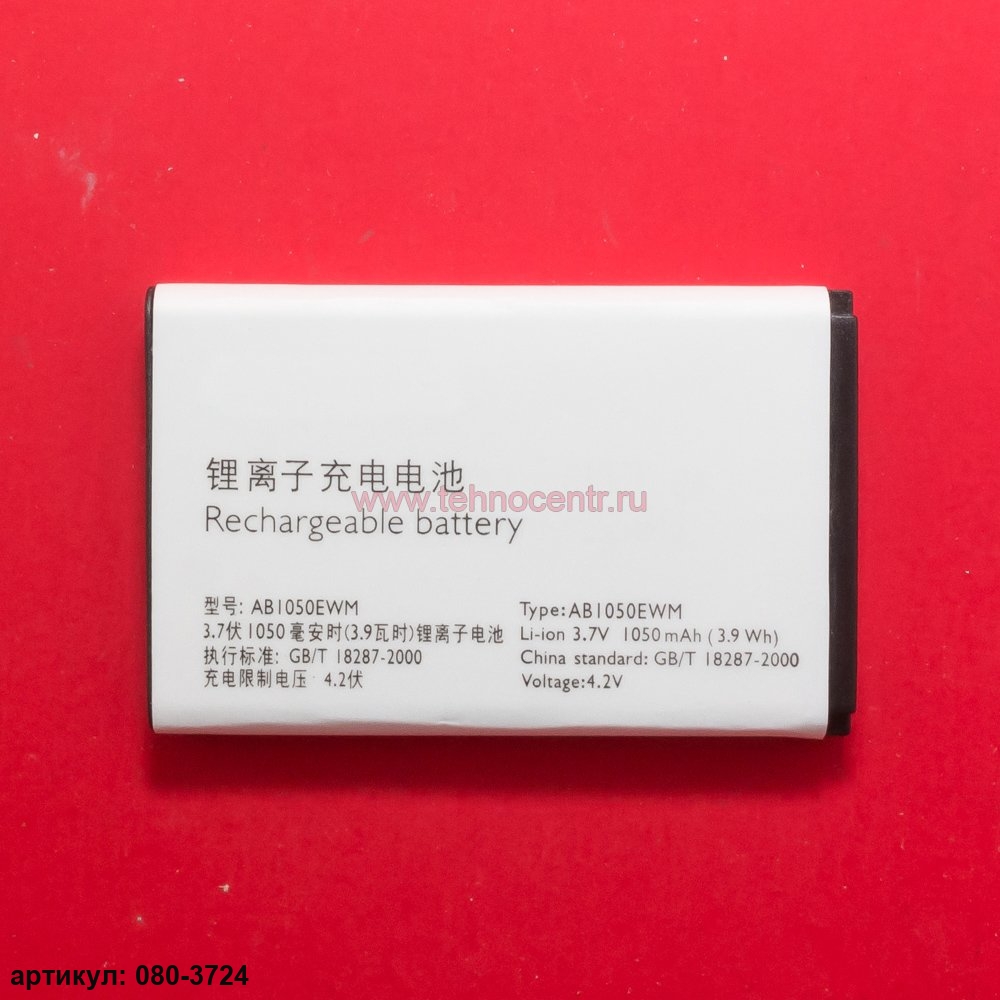 锂离子充电电池
www.tehnocentr.ru
Rechargeable battery
型号: AB1050EWM
3.7伏 1050 毫安时(3.9瓦时)锂离子电池
执行标准: GB/T 18287-2000
充电限制电压: 4.2伏
Type:AB1050EWM
Li-ion 3.7V 1050 mAh (3.9 Wh)
China standard: GB/T 18287-2000
Voltage:4.2V
артикул: 080-3724